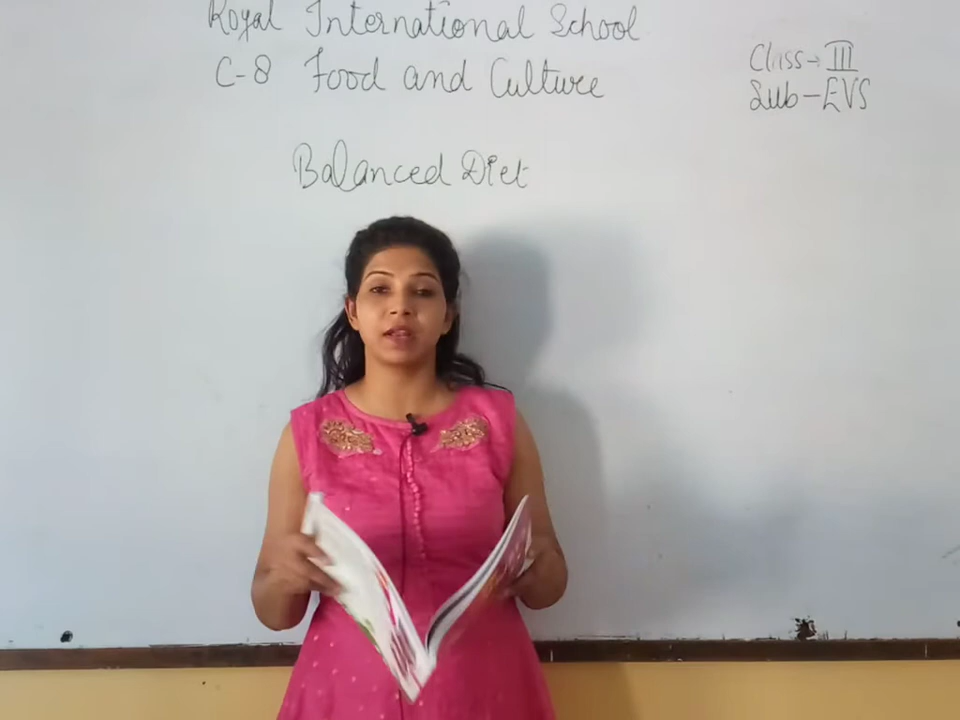 Royal International School
C-8 Food and Culture
Class → III
Sub - EVS
Balanced Diet